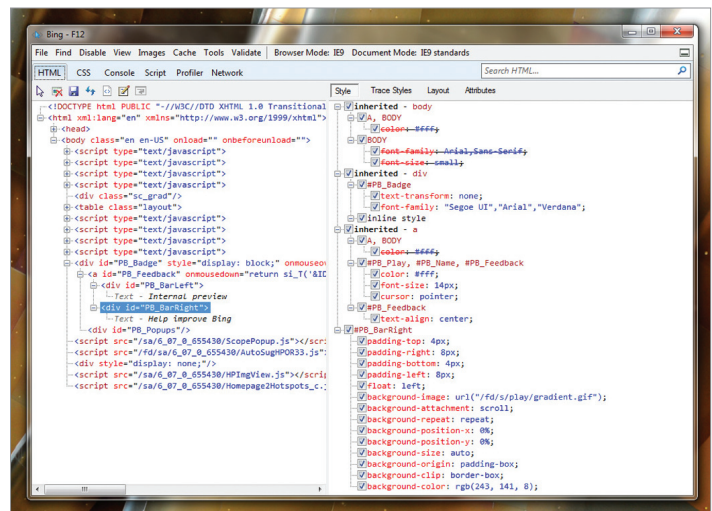 Bing - F12
File Find Disable View Images Cache Tools Validate Browser Mode: IE9 Document Mode: IE9 standards
HTML CSS Console Script Profiler Network Search HTML...
Style Trace Styles Layout Attributes
<!DOCTYPE html PUBLIC "-//W3C//DTD XHTML 1.0 Transitional
<html xml:lang="en" xmlns="http://www.w3.org/1999/xhtml">
<head>
<body class="en en-US" onload="" onbeforeunload="">
<script type="text/javascript">
<script type="text/javascript">
<script type="text/javascript">
<div class="sc_grad"/>
<table class="layout">
<script type="text/javascript">
<script type="text/javascript">
<script type="text/javascript">
<div id="PB_Badge" style="display: block;" onmouseov
<a id="PB_Feedback" onmousedown="return si_T('&ID
<div id="PB_BarLeft">
Text - Internal preview
<div id="PB_BarRight">
Text - Help improve Bing
<div id="PB_Popups"/>
<script src="/sa/6_07_0_655430/ScopePopup.js"></scri
<script src="/fd/sa/6_07_0_655430/AutoSugHPOR33.js"
<div style="display: none;"/>
<script src="/sa/6_07_0_655430/HPImgView.js"></scrip
<script src="/sa/6_07_0_655430/Homepage2Hotspots_c.j
inherited - body
A, BODY
color: #fff;
BODY
font-family: Arial,Sans-Serif;
font-size: small;
inherited - div
#PB_Badge
text-transform: none;
font-family: "Segoe UI","Arial","Verdana";
inline style
inherited - a
A, BODY
color: #fff;
#PB_Play, #PB_Name, #PB_Feedback
color: #fff;
font-size: 14px;
cursor: pointer;
#PB_Feedback
text-align: center;
#PB_BarRight
padding-top: 4px;
padding-right: 8px;
padding-bottom: 4px;
padding-left: 8px;
float: left;
background-image: url("/fd/s/play/gradient.gif");
background-attachment: scroll;
background-repeat: repeat;
background-position-x: 0%;
background-position-y: 0%;
background-size: auto;
background-origin: padding-box;
background-clip: border-box;
background-color: rgb(243, 141, 8);